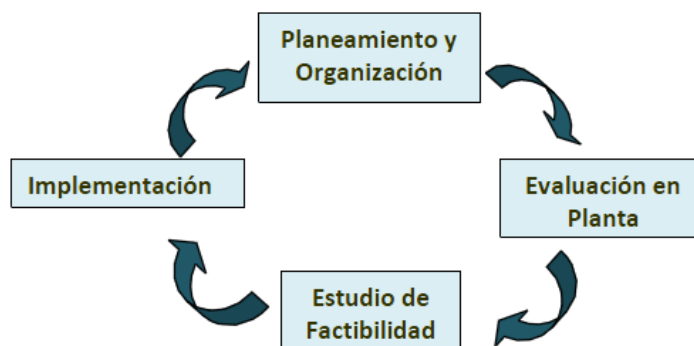 Planeamiento y
Organización
Evaluación en
Planta
Estudio de
Factibilidad
Implementación